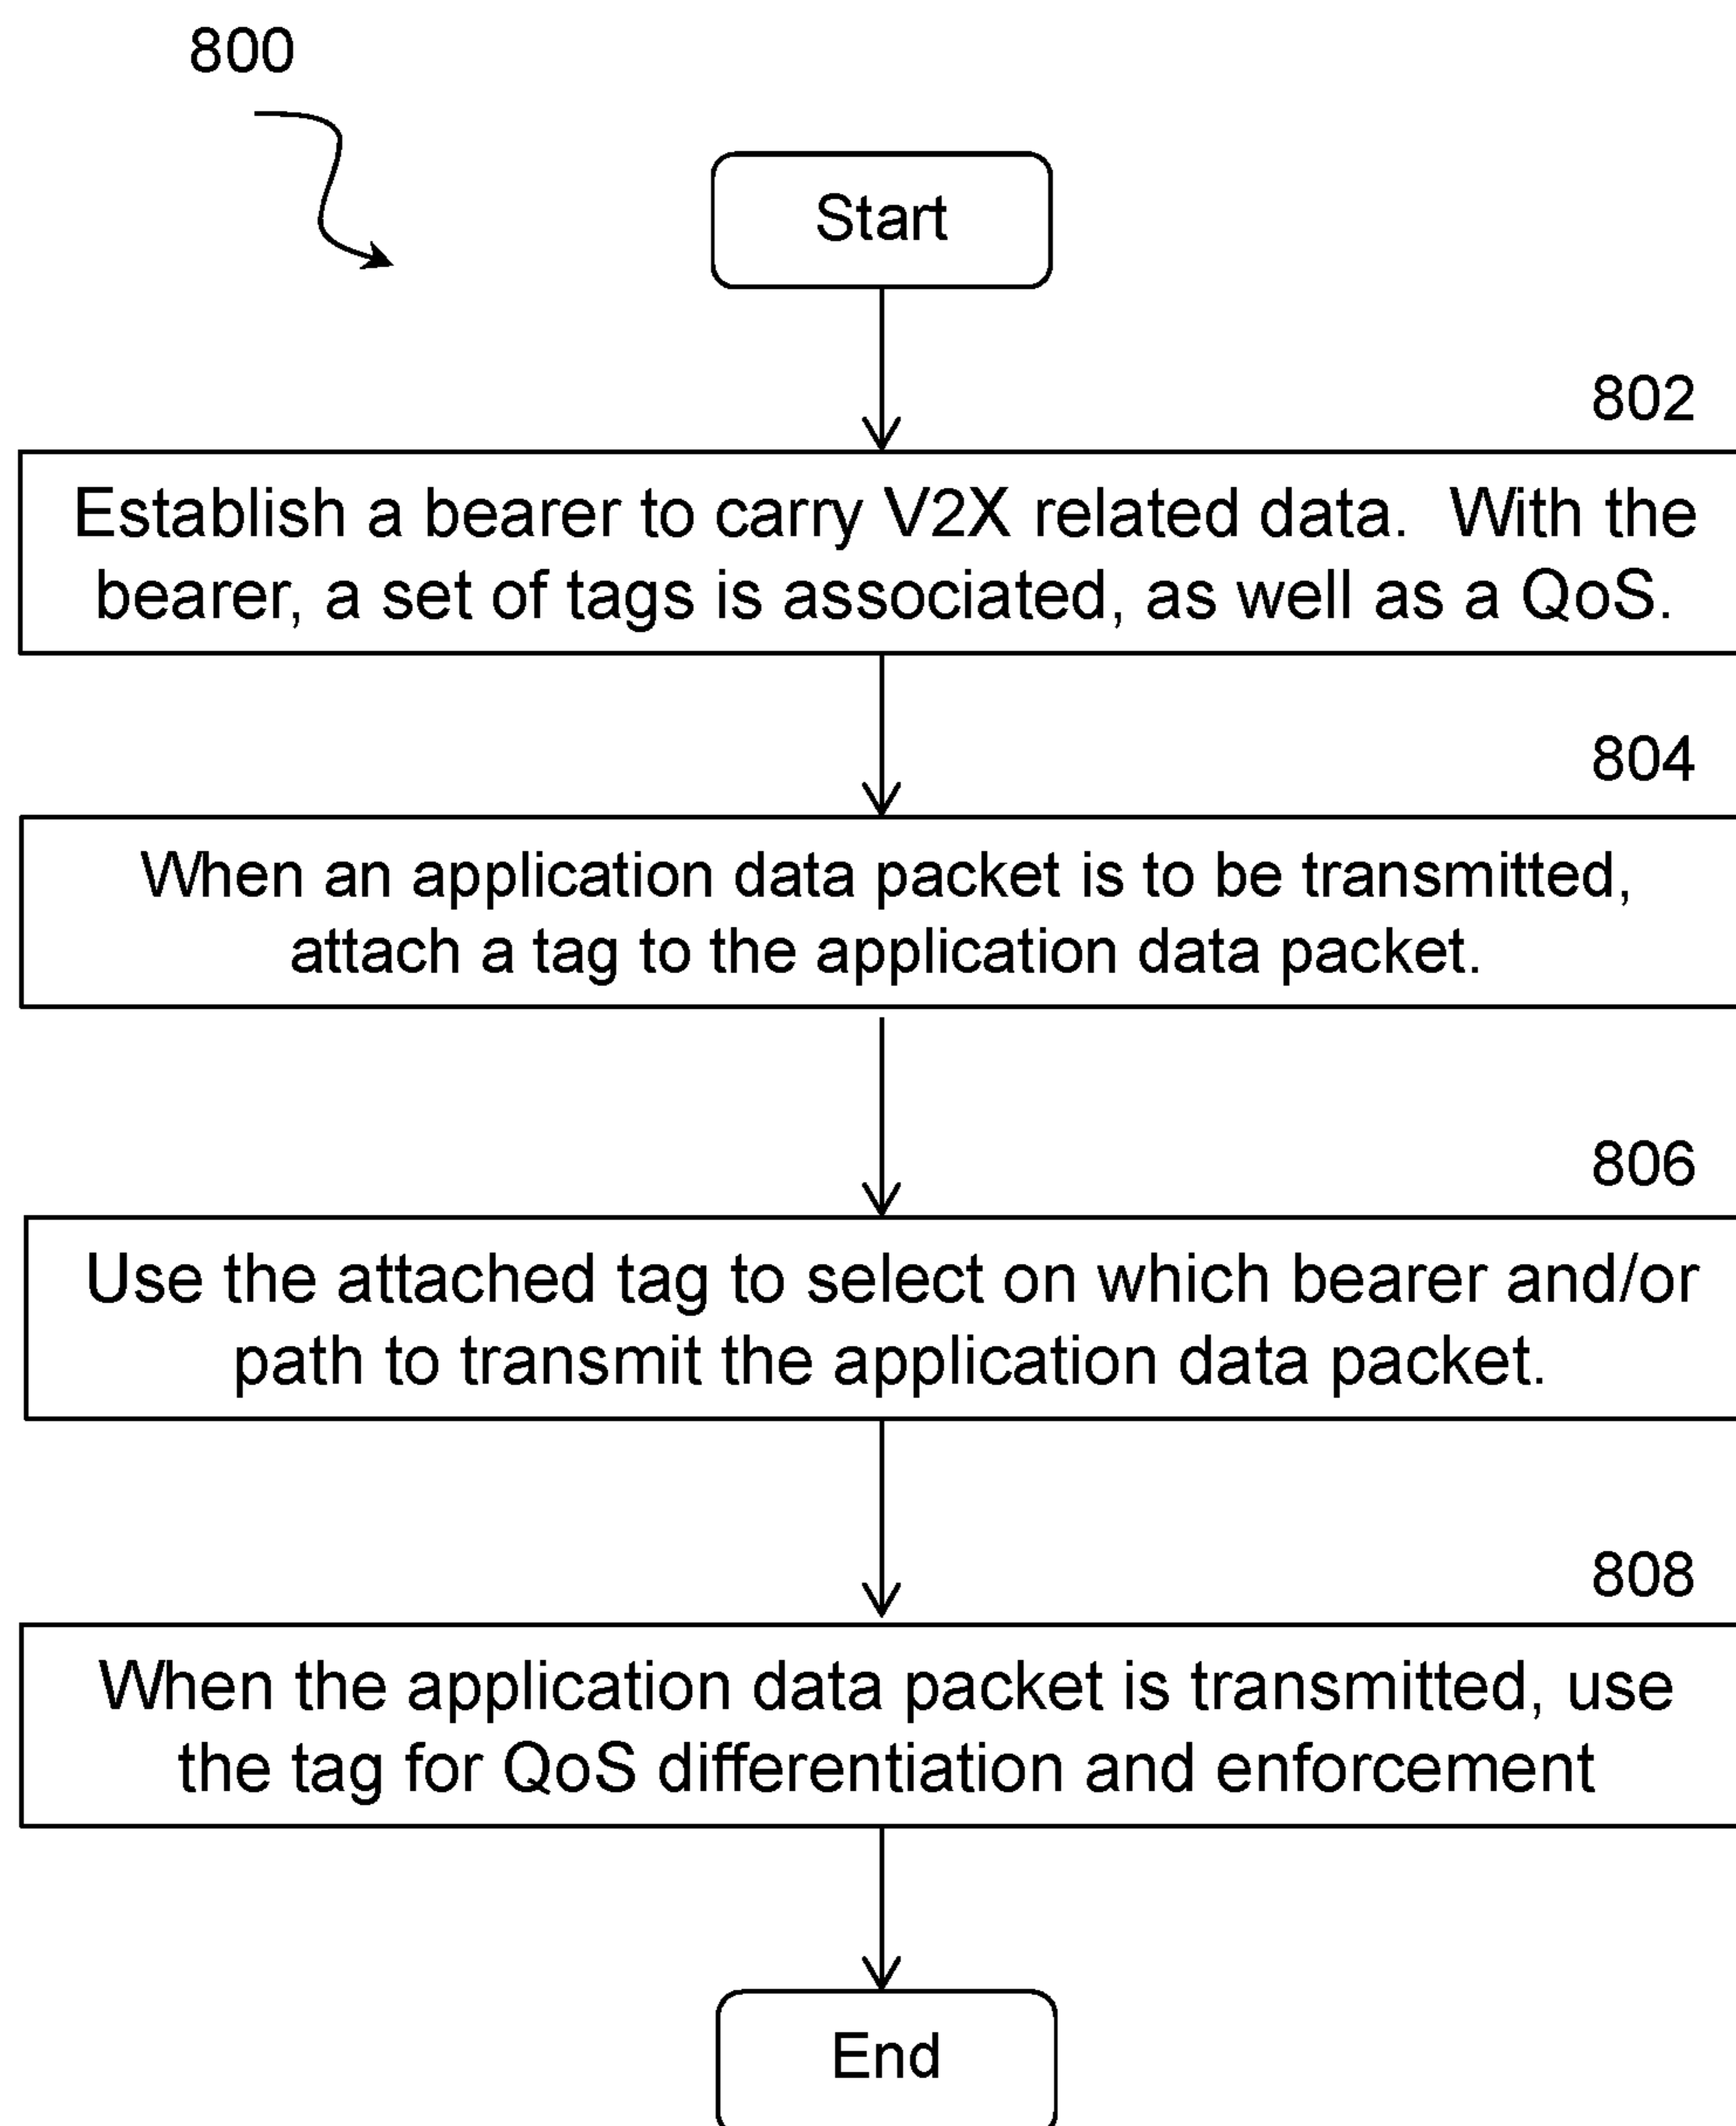 800
Start
802
Establish a bearer to carry V2X related data.  With the
bearer, a set of tags is associated, as well as a QoS.
804
When an application data packet is to be transmitted,
attach a tag to the application data packet.
806
Use the attached tag to select on which bearer and/or
path to transmit the application data packet.
808
When the application data packet is transmitted, use
the tag for QoS differentiation and enforcement
End